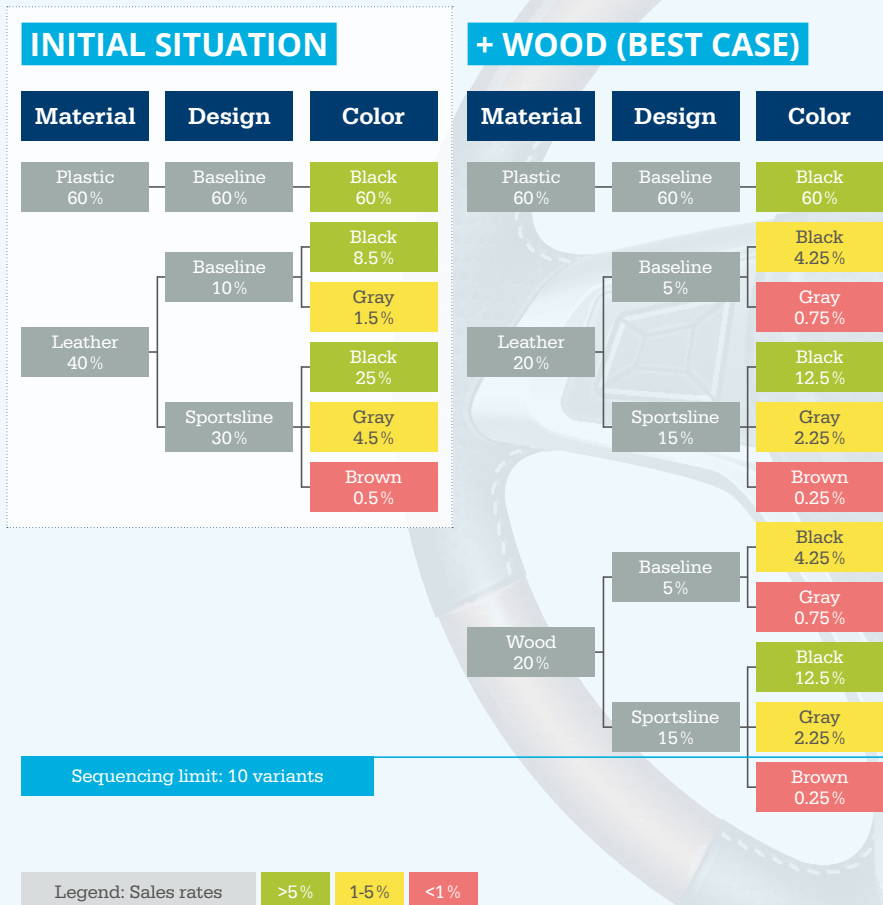 INITIAL SITUATION
Material
Design
Color
Plastic
60%
Baseline
60%
Black
60%
Leather
40%
Baseline
10%
Black
8.5%
Gray
1.5%
Sportsline
30%
Black
25%
Gray
4.5%
Brown
0.5%
+ WOOD (BEST CASE)
Material
Design
Color
Plastic
60%
Baseline
60%
Black
60%
Leather
20%
Baseline
5%
Black
4.25%
Gray
0.75%
Sportsline
15%
Black
12.5%
Gray
2.25%
Brown
0.25%
Wood
20%
Baseline
5%
Black
4.25%
Gray
0.75%
Sportsline
15%
Black
12.5%
Gray
2.25%
Brown
0.25%
Sequencing limit: 10 variants
Legend: Sales rates
>5%
1-5%
<1%